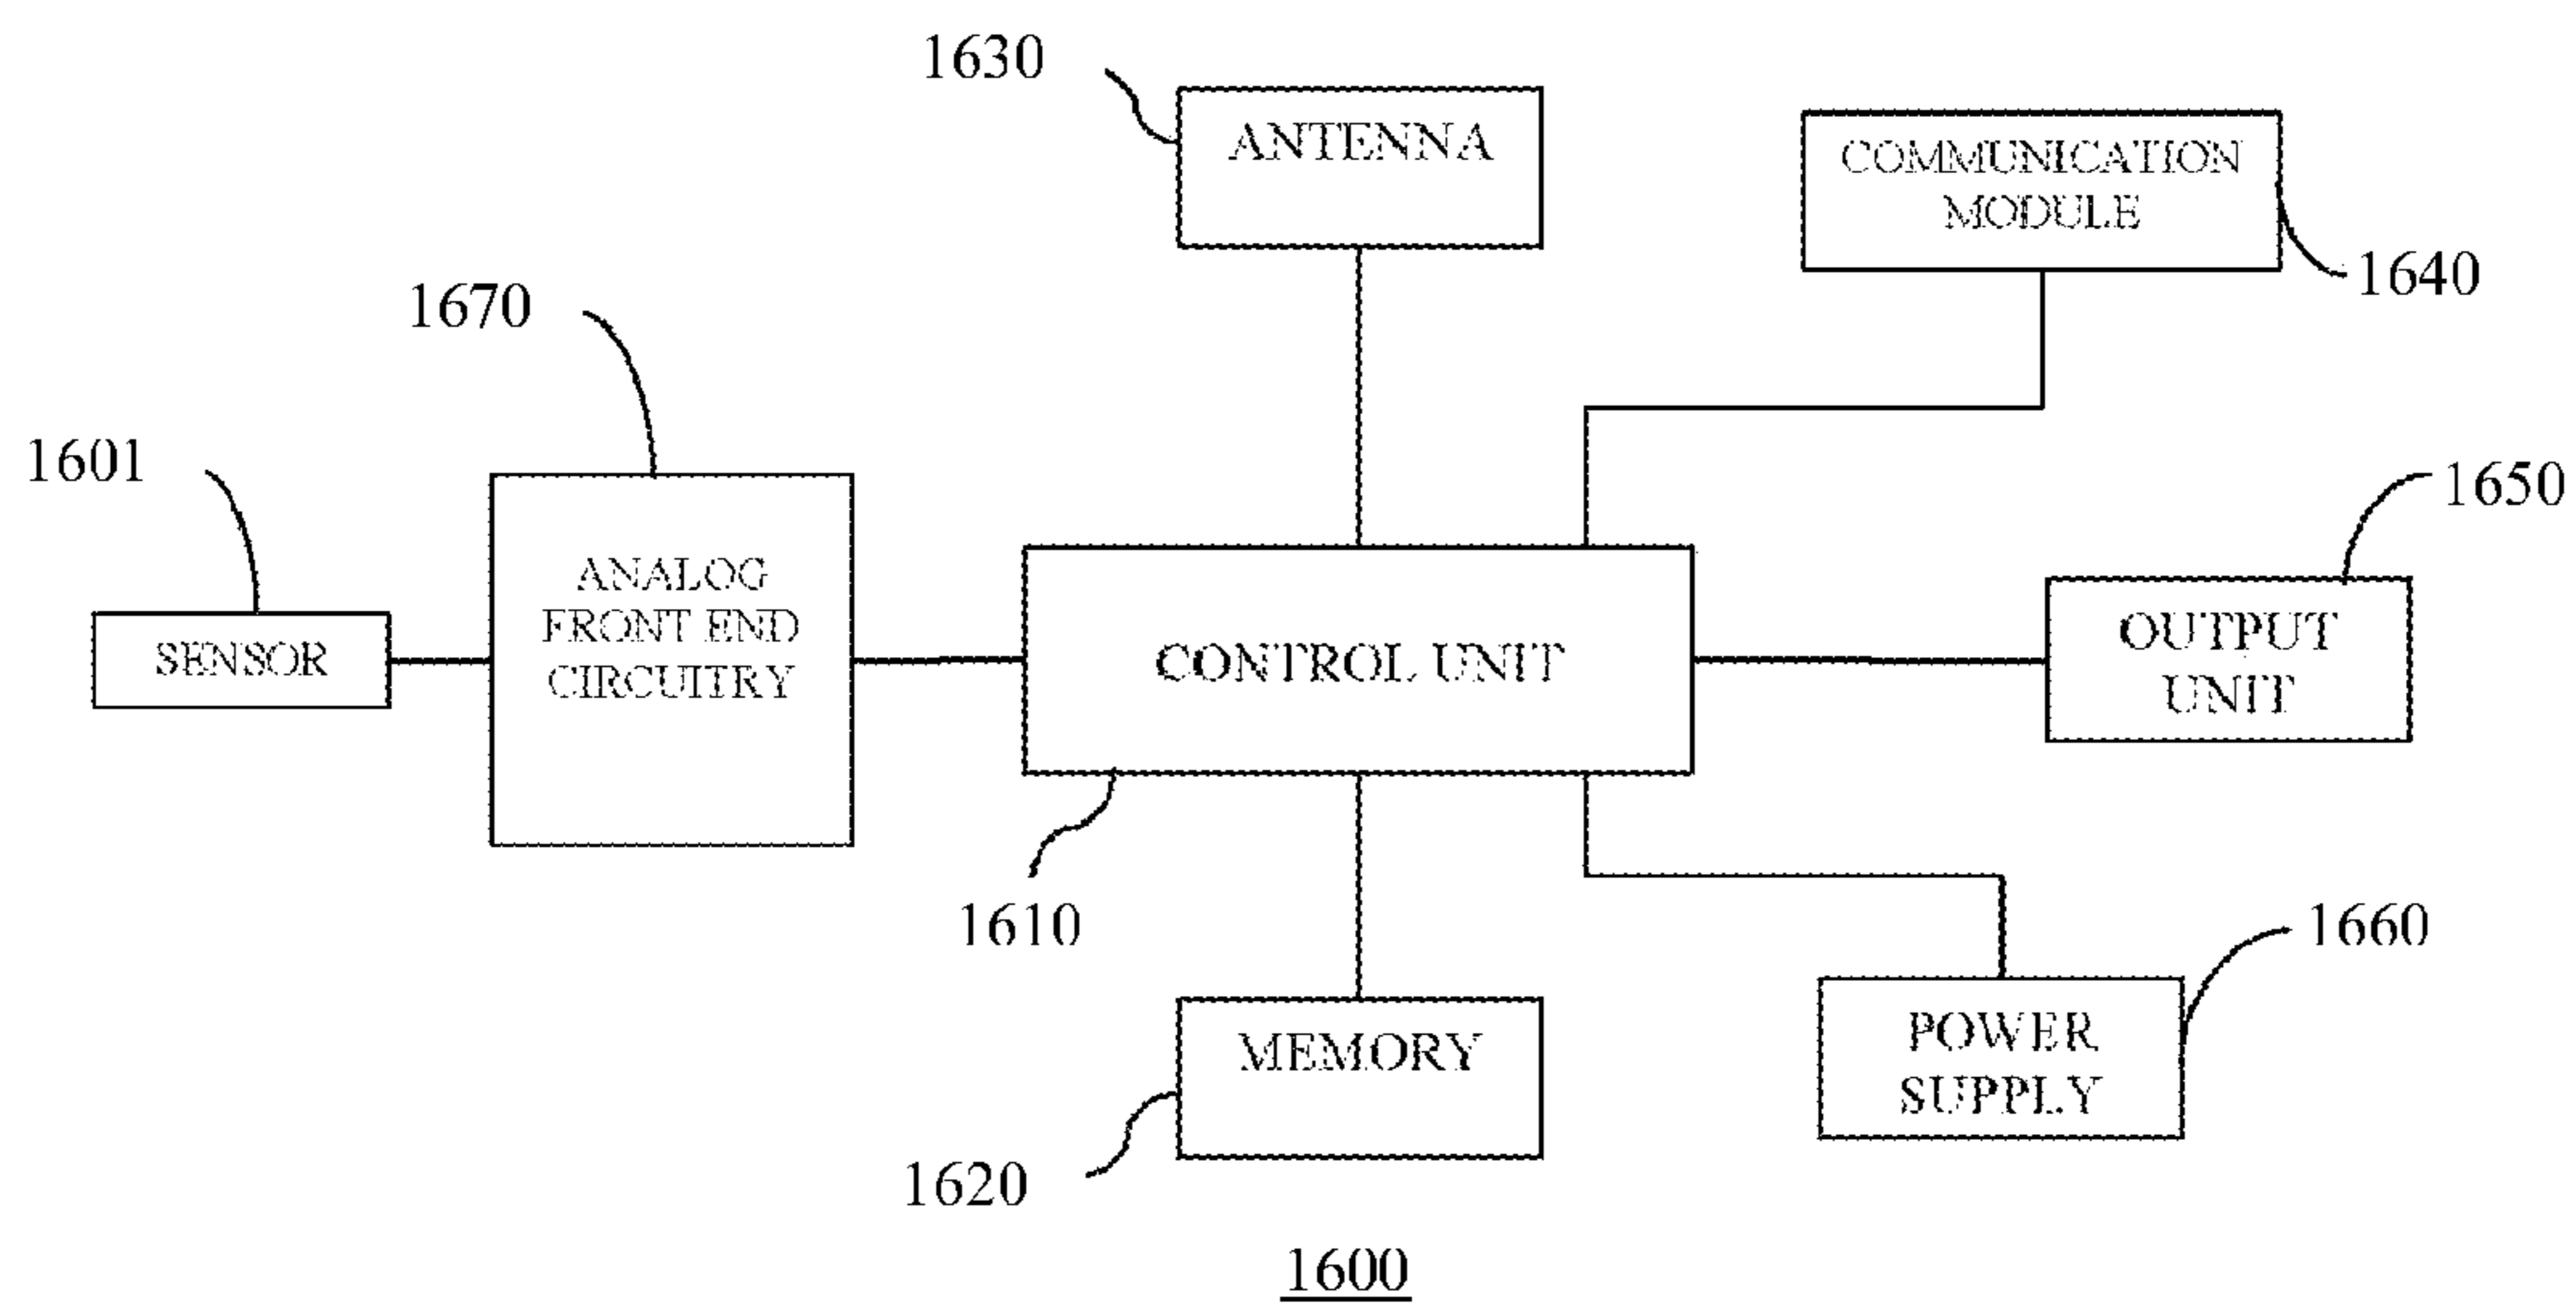 1630
ANTENNA
COMMUNICATION
MODULE
1640
1670
1601
SENSOR
ANALOG
FRONT END
CIRCUITRY
CONTROL UNIT
1650
OUTPUT
UNIT
1610
1660
MEMORY
POWER
SUPPLY
1620
1600